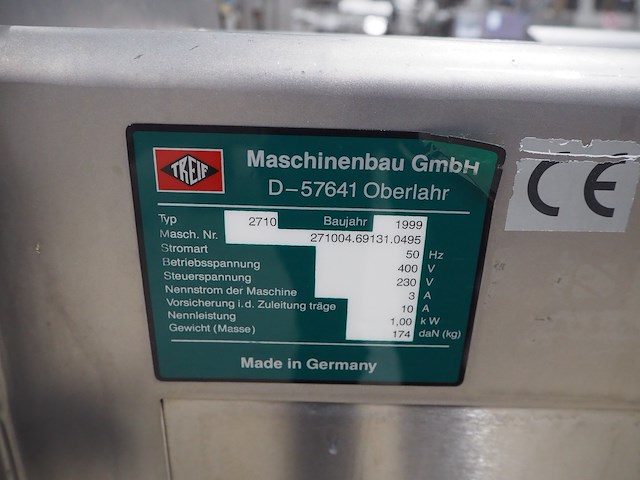 TREIF
Maschinenbau GmbH
D-57641 Oberlahr
Typ 2710 Baujahr 1999
Masch. Nr. 271004.69131.0495
Stromart 50 Hz
Betriebsspannung 400 V
Steuerspannung 230 V
Nennstrom der Maschine 3 A
Vorsicherung i.d. Zuleitung träge 10 A
Nennleistung 1,00 kW
Gewicht (Masse) 174 daN (kg)
Made in Germany
CE